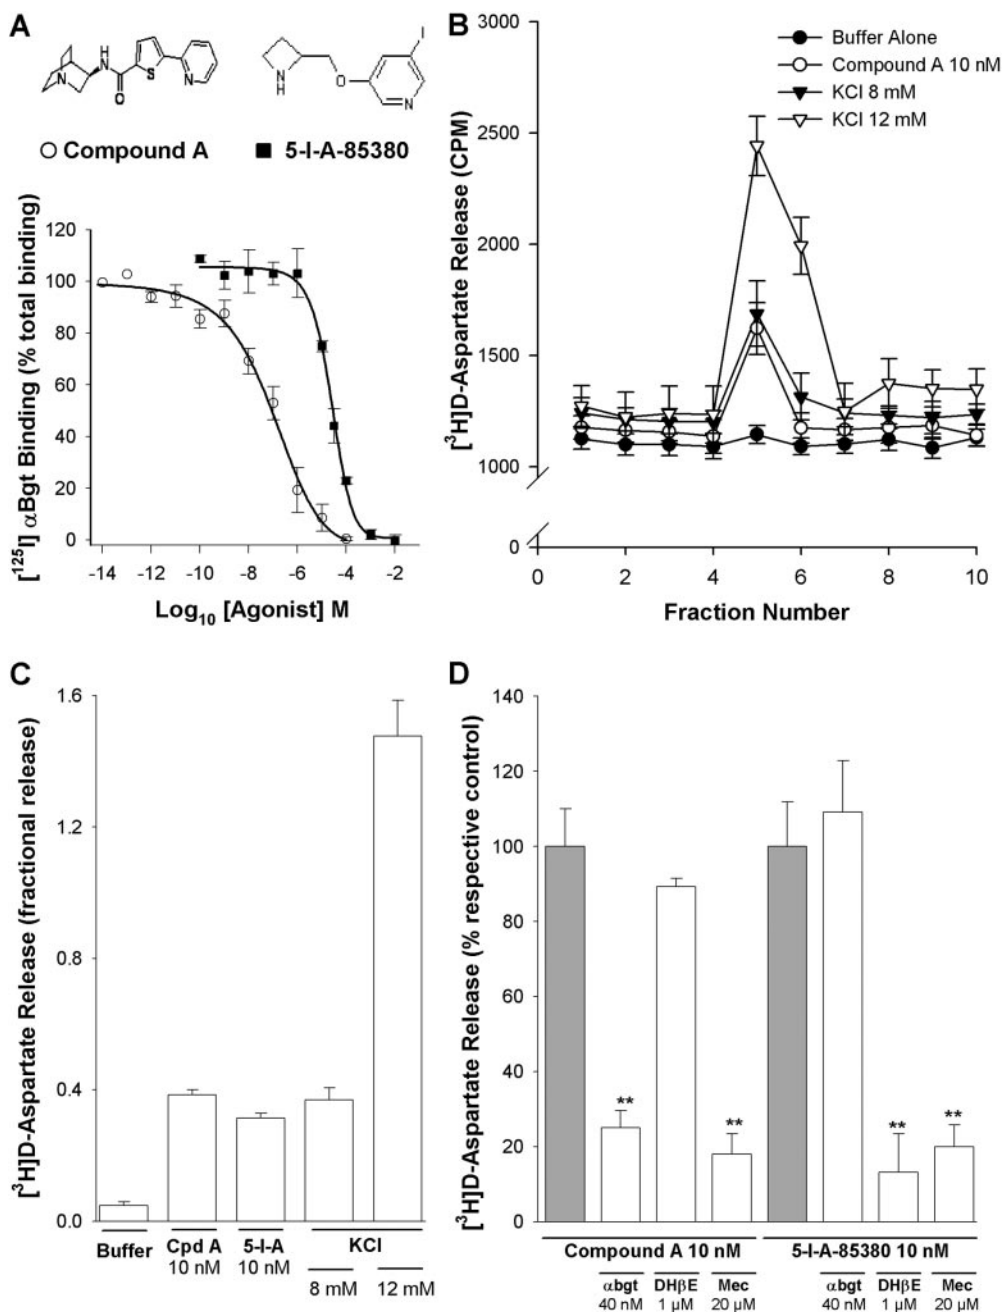 A
N
H
N
O
S
N
N
H
O
I
N
Compound A
5-I-A-85380
[¹²⁵I] αBgt Binding (% total binding)
120
100
80
60
40
20
0
-14 -12 -10 -8 -6 -4 -2
Log₁₀ [Agonist] M
B
Buffer Alone
Compound A 10 nM
KCl 8 mM
KCl 12 mM
[³H]D-Aspartate Release (CPM)
3000
2500
2000
1500
1000
0
0 2 4 6 8 10
Fraction Number
C
[³H]D-Aspartate Release (fractional release)
1.6
1.2
0.8
0.4
0.0
Buffer Cpd A 5-I-A KCl
10 nM 10 nM
8 mM 12 mM
D
[³H]D-Aspartate Release (% respective control)
140
120
100
80
60
40
20
0
** ** ** **
Compound A 10 nM 5-I-A-85380 10 nM
αbgt DHβE Mec αbgt DHβE Mec
40 nM 1 µM 20 µM 40 nM 1 µM 20 µM